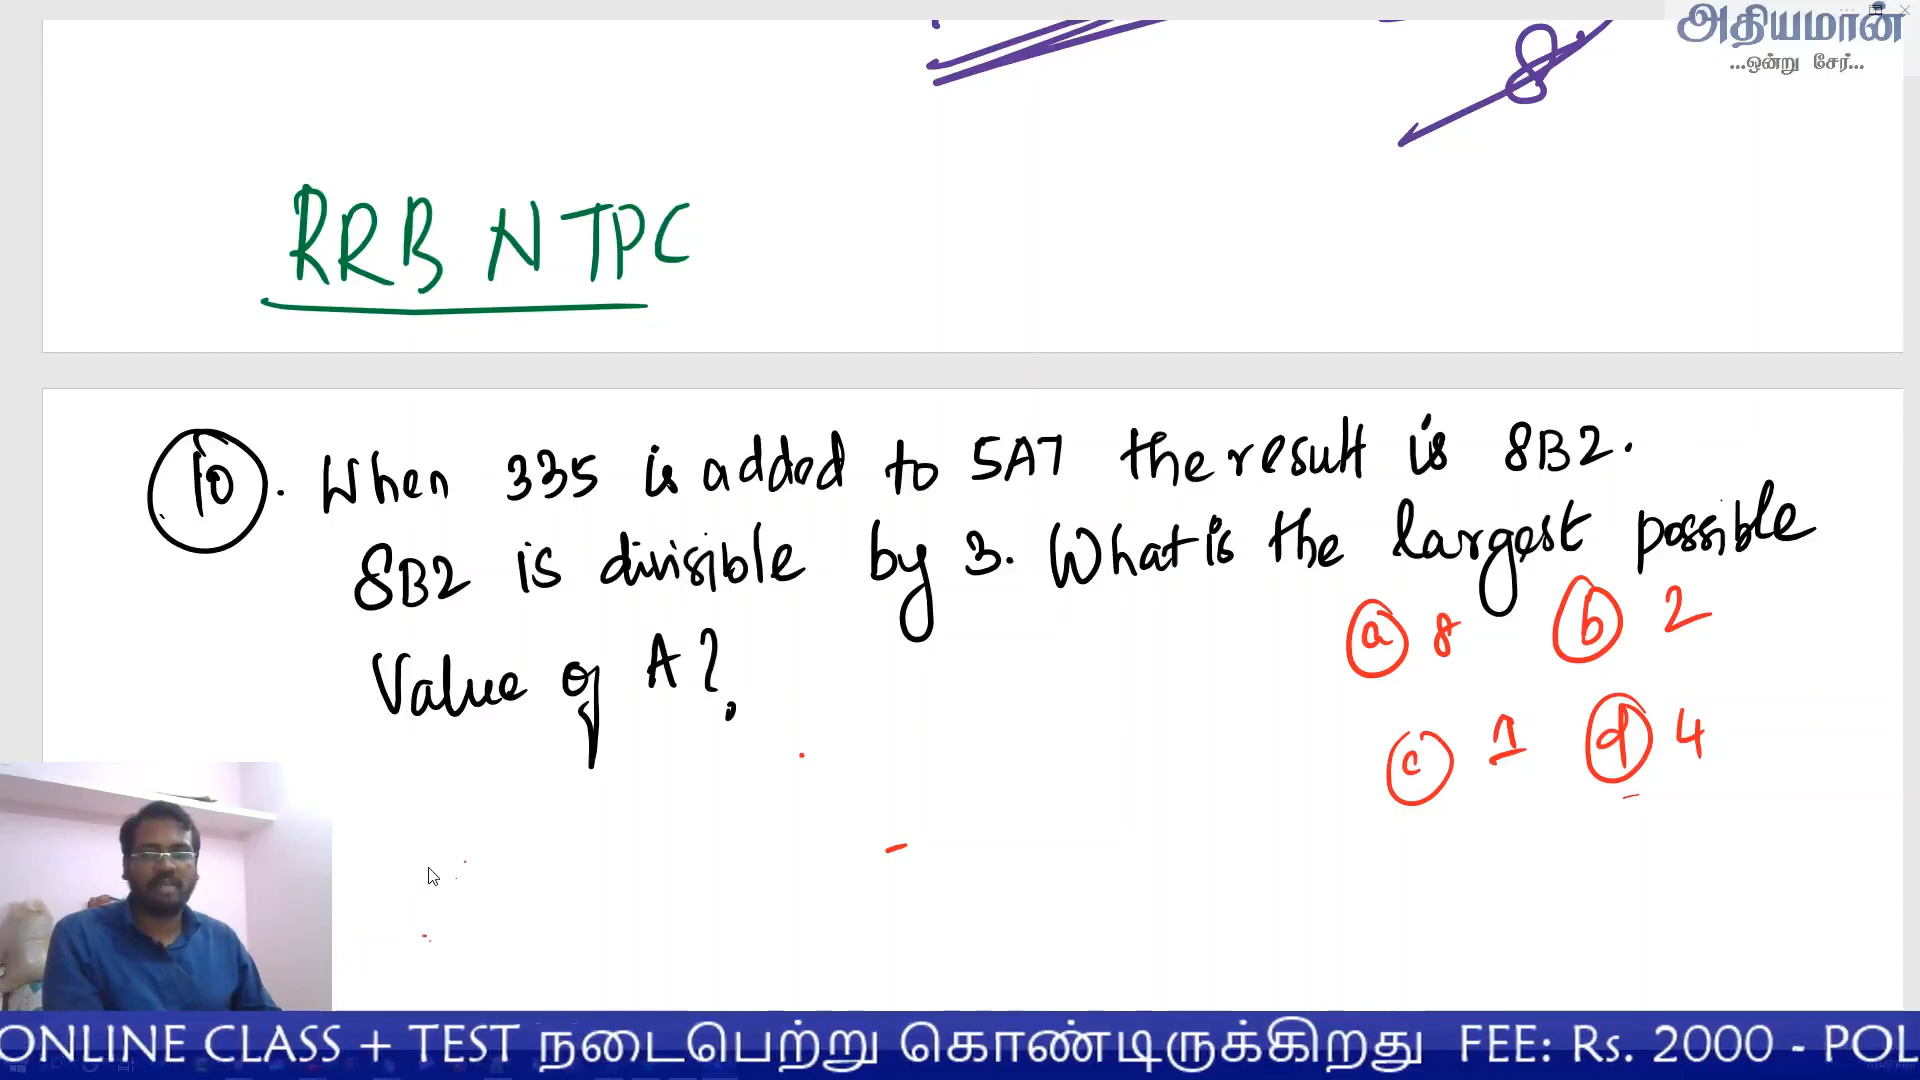 அதியமான்
...ஒன்று சேர்...
8
RRB NTPC
10. When 335 is added to 5A7 the result is 8B2.
8B2 is divisible by 3. What is the largest possible
Value of A?
a 8 b 2
c 1 d 4
ONLINE CLASS + TEST நடைபெற்று கொண்டிருக்கிறது FEE: Rs. 2000 - POL